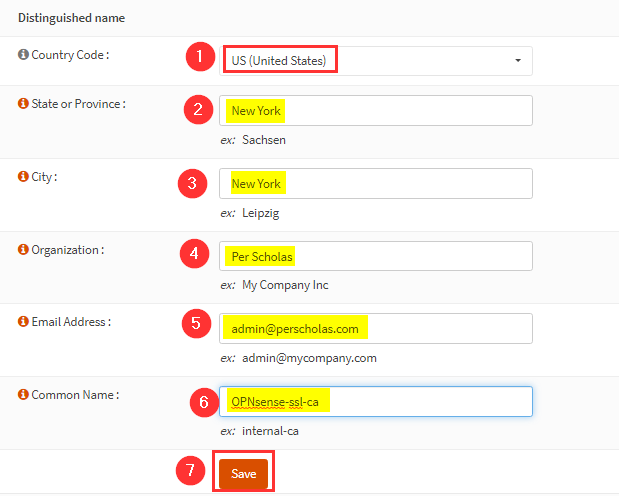 Distinguished name
Country Code :
1
US (United States)
State or Province :
2
New York
ex: Sachsen
City :
3
New York
ex: Leipzig
Organization :
4
Per Scholas
ex: My Company Inc
Email Address :
5
admin@perscholas.com
ex: admin@mycompany.com
Common Name :
6
OPNsense-ssl-ca
ex: internal-ca
7
Save